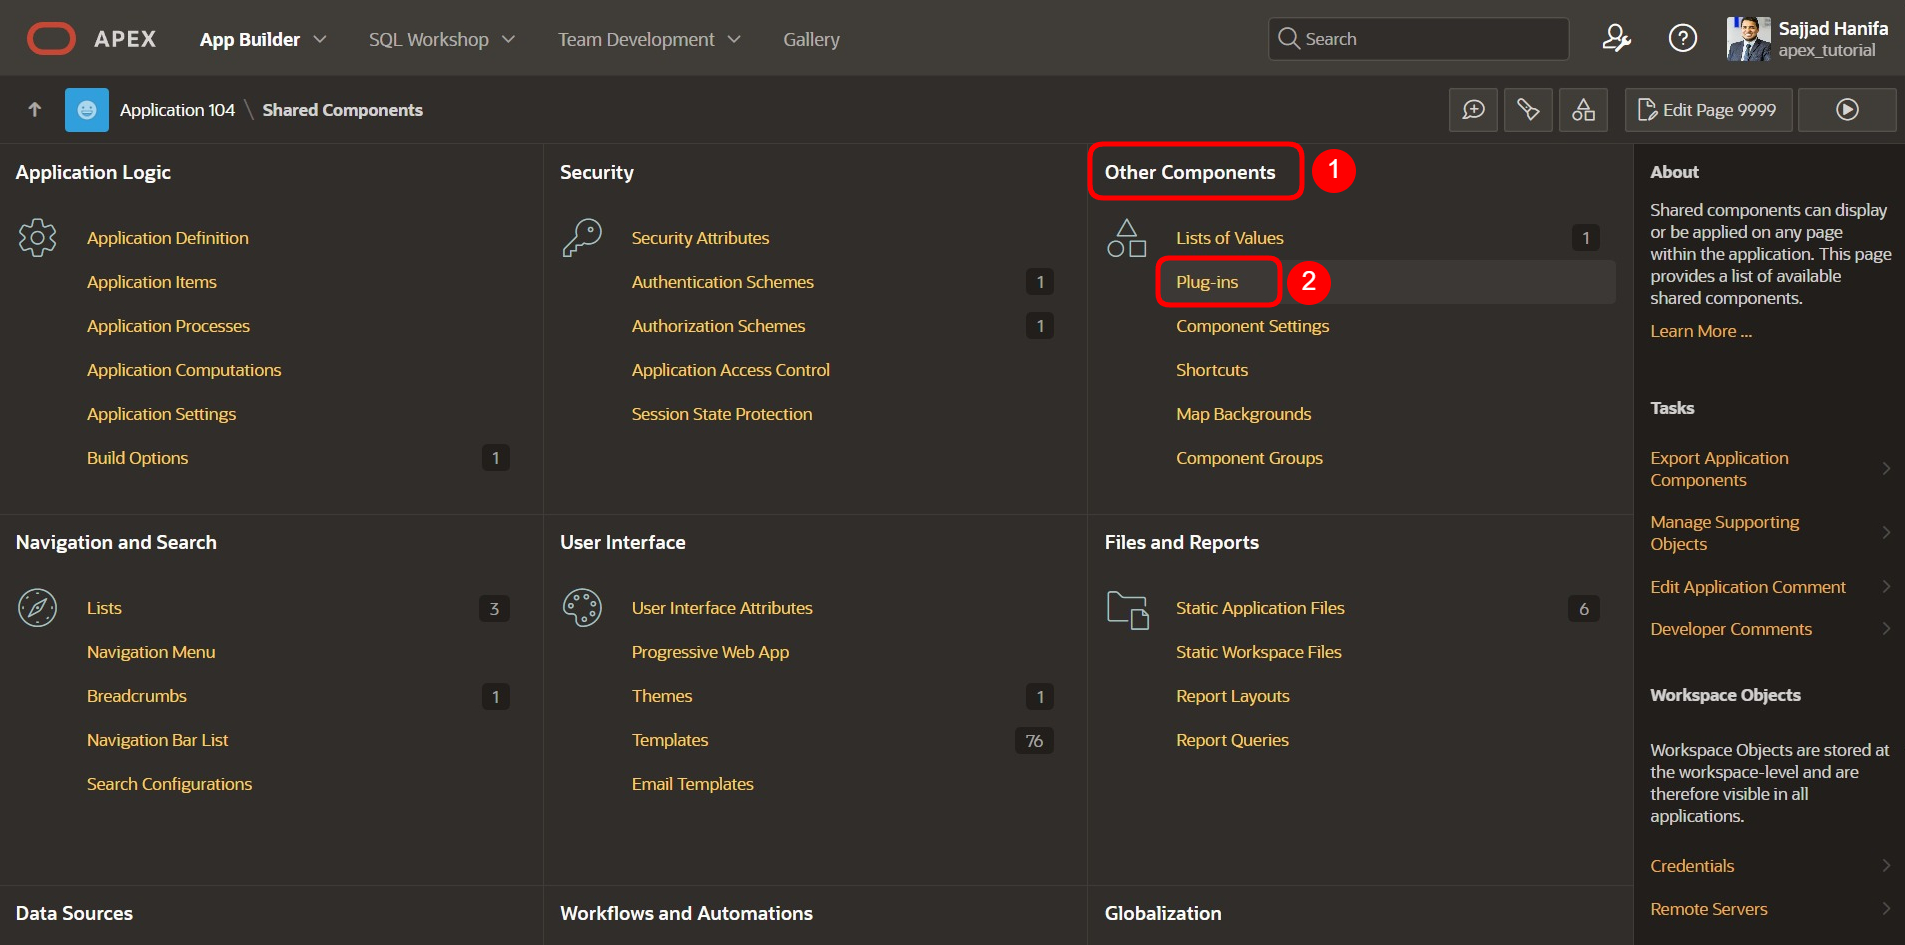 APEX
App Builder
SQL Workshop
Team Development
Gallery
Search
Sajjad Hanifa
apex_tutorial
Application 104 \ Shared Components
Edit Page 9999
Application Logic
Application Definition
Application Items
Application Processes
Application Computations
Application Settings
Build Options 1
Security
Security Attributes
Authentication Schemes 1
Authorization Schemes 1
Application Access Control
Session State Protection
Other Components 1
Lists of Values 1
Plug-ins 2
Component Settings
Shortcuts
Map Backgrounds
Component Groups
Navigation and Search
Lists 3
Navigation Menu
Breadcrumbs 1
Navigation Bar List
Search Configurations
User Interface
User Interface Attributes
Progressive Web App
Themes 1
Templates 76
Email Templates
Files and Reports
Static Application Files 6
Static Workspace Files
Report Layouts
Report Queries
Data Sources
Workflows and Automations
Globalization
About
Shared components can display
or be applied on any page
within the application. This page
provides a list of available
shared components.
Learn More ...
Tasks
Export Application
Components
Manage Supporting
Objects
Edit Application Comment
Developer Comments
Workspace Objects
Workspace Objects are stored at
the workspace-level and are
therefore visible in all
applications.
Credentials
Remote Servers